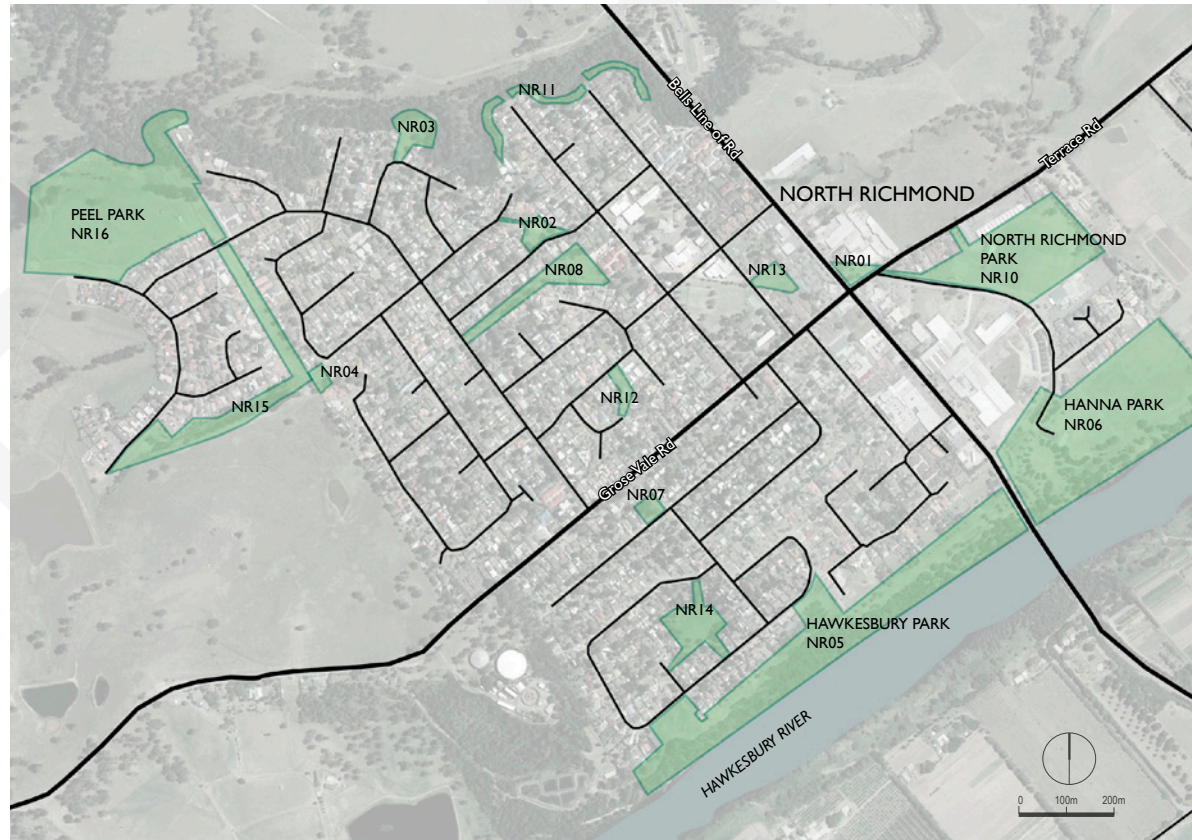 NR11
Bells Line of Rd
NR03
Terrace Rd
NORTH RICHMOND
PEEL PARK
NR16
NR02
NORTH RICHMOND
PARK
NR10
NR08
NR13
NR01
NR04
NR15
NR12
HANNA PARK
NR06
Grose Vale Rd
NR07
NR14
HAWKESBURY PARK
NR05
HAWKESBURY RIVER
0 100m 200m